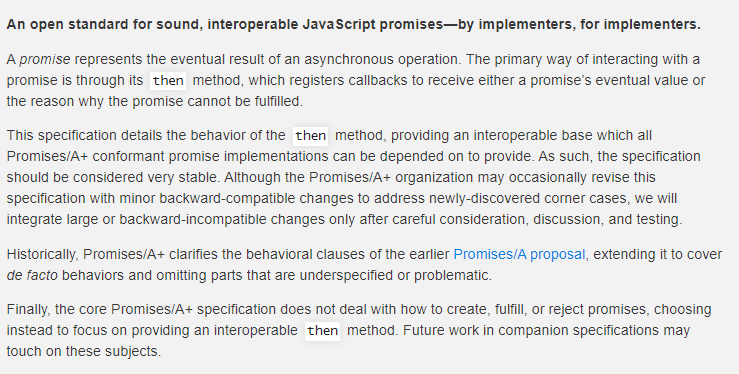 An open standard for sound, interoperable JavaScript promises—by implementers, for implementers.
A promise represents the eventual result of an asynchronous operation. The primary way of interacting with a
promise is through its then method, which registers callbacks to receive either a promise's eventual value or
the reason why the promise cannot be fulfilled.
This specification details the behavior of the then method, providing an interoperable base which all
Promises/A+ conformant promise implementations can be depended on to provide. As such, the specification
should be considered very stable. Although the Promises/A+ organization may occasionally revise this
specification with minor backward-compatible changes to address newly-discovered corner cases, we will
integrate large or backward-incompatible changes only after careful consideration, discussion, and testing.
Historically, Promises/A+ clarifies the behavioral clauses of the earlier Promises/A proposal, extending it to cover
de facto behaviors and omitting parts that are underspecified or problematic.
Finally, the core Promises/A+ specification does not deal with how to create, fulfill, or reject promises, choosing
instead to focus on providing an interoperable then method. Future work in companion specifications may
touch on these subjects.